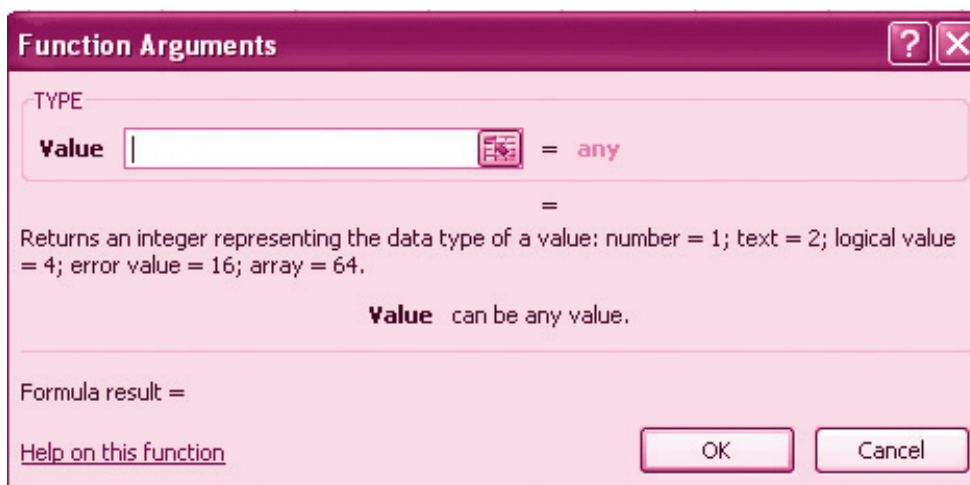 Function Arguments
TYPE
Value = any
=
Returns an integer representing the data type of a value: number = 1; text = 2; logical value
= 4; error value = 16; array = 64.
Value can be any value.
Formula result =
Help on this function
OK Cancel